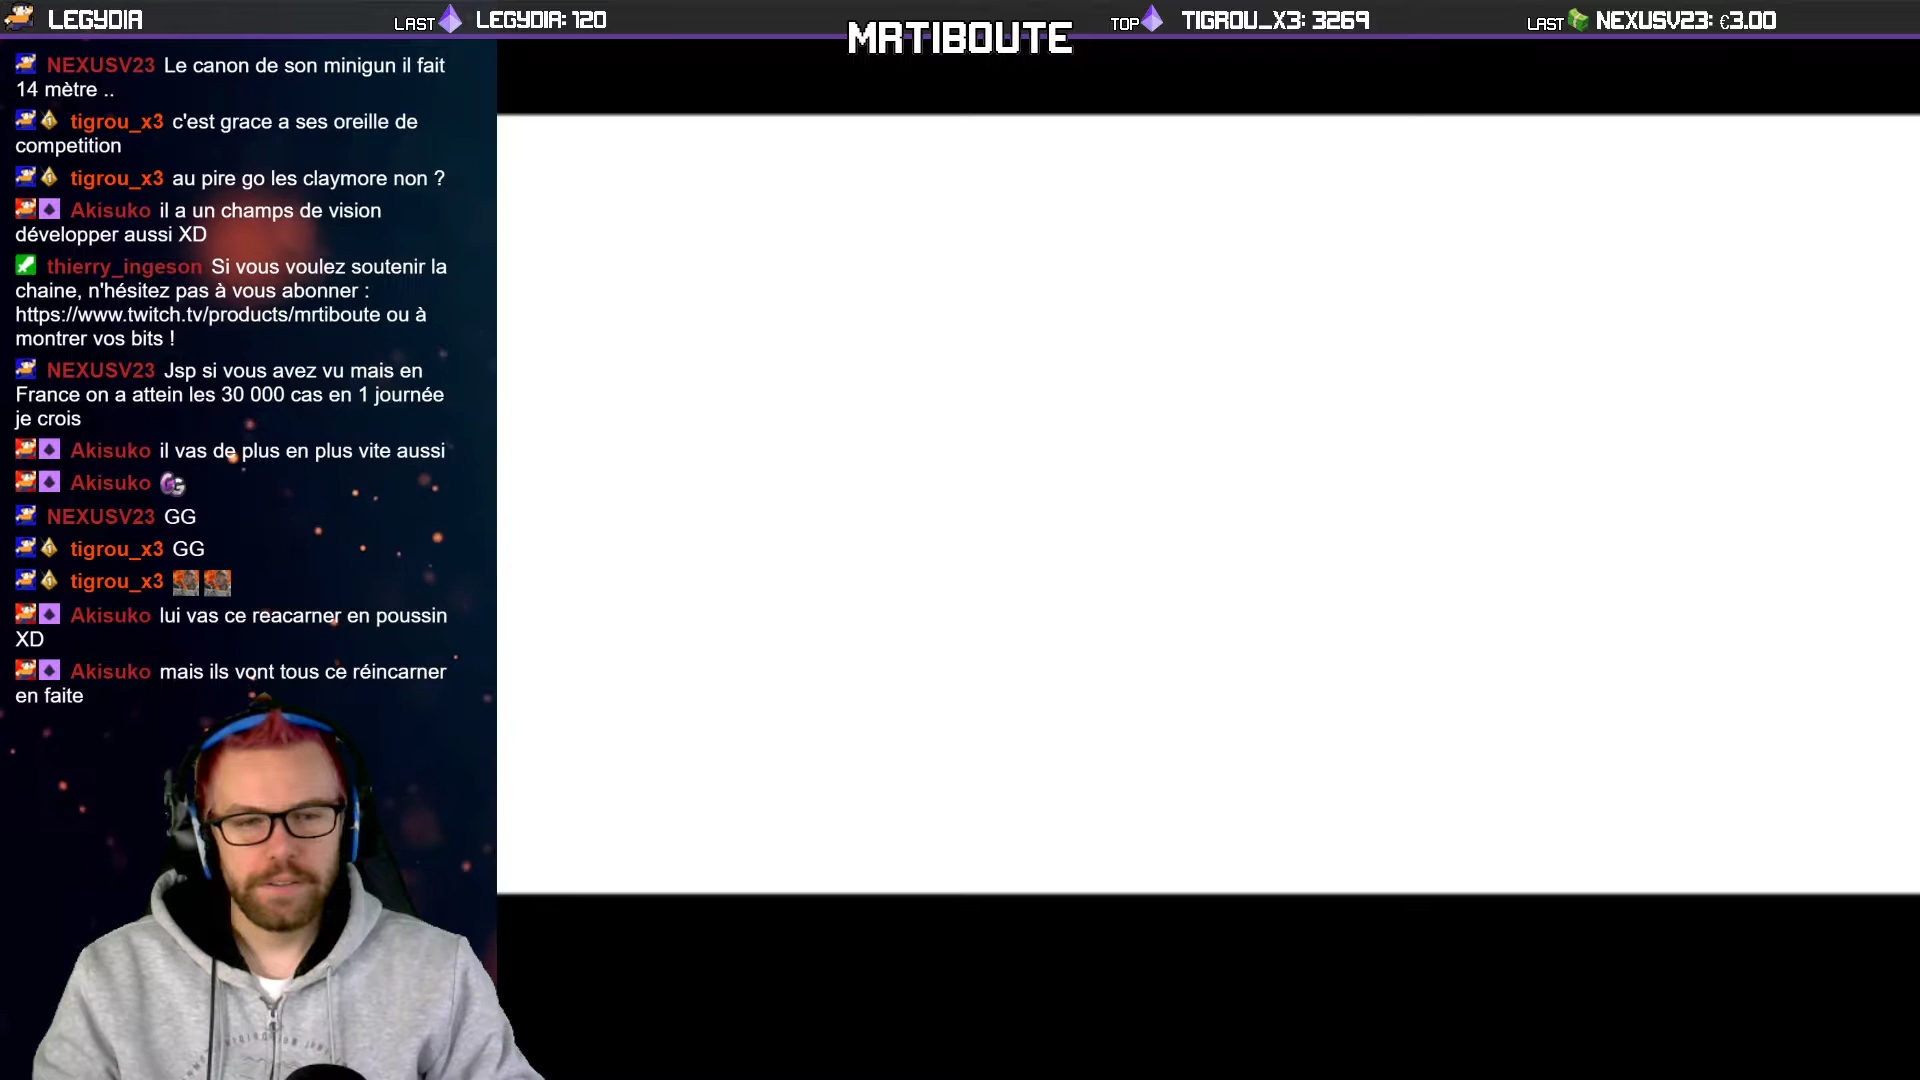 LEGYDIA
LAST LEGYDIA: 120
MRTIBOUTE
TOP TIGROU_X3: 3269
LAST NEXUSV23: €3.00
NEXUSV23 Le canon de son minigun il fait
14 mètre ..
tigrou_x3 c'est grace a ses oreille de
competition
tigrou_x3 au pire go les claymore non ?
Akisuko il a un champs de vision
développer aussi XD
thierry_ingeson Si vous voulez soutenir la
chaine, n'hésitez pas à vous abonner :
https://www.twitch.tv/products/mrtiboute ou à
montrer vos bits !
NEXUSV23 Jsp si vous avez vu mais en
France on a attein les 30 000 cas en 1 journée
je crois
Akisuko il vas de plus en plus vite aussi
Akisuko GG
NEXUSV23 GG
tigrou_x3 GG
tigrou_x3
Akisuko lui vas ce reacarner en poussin
XD
Akisuko mais ils vont tous ce réincarner
en faite